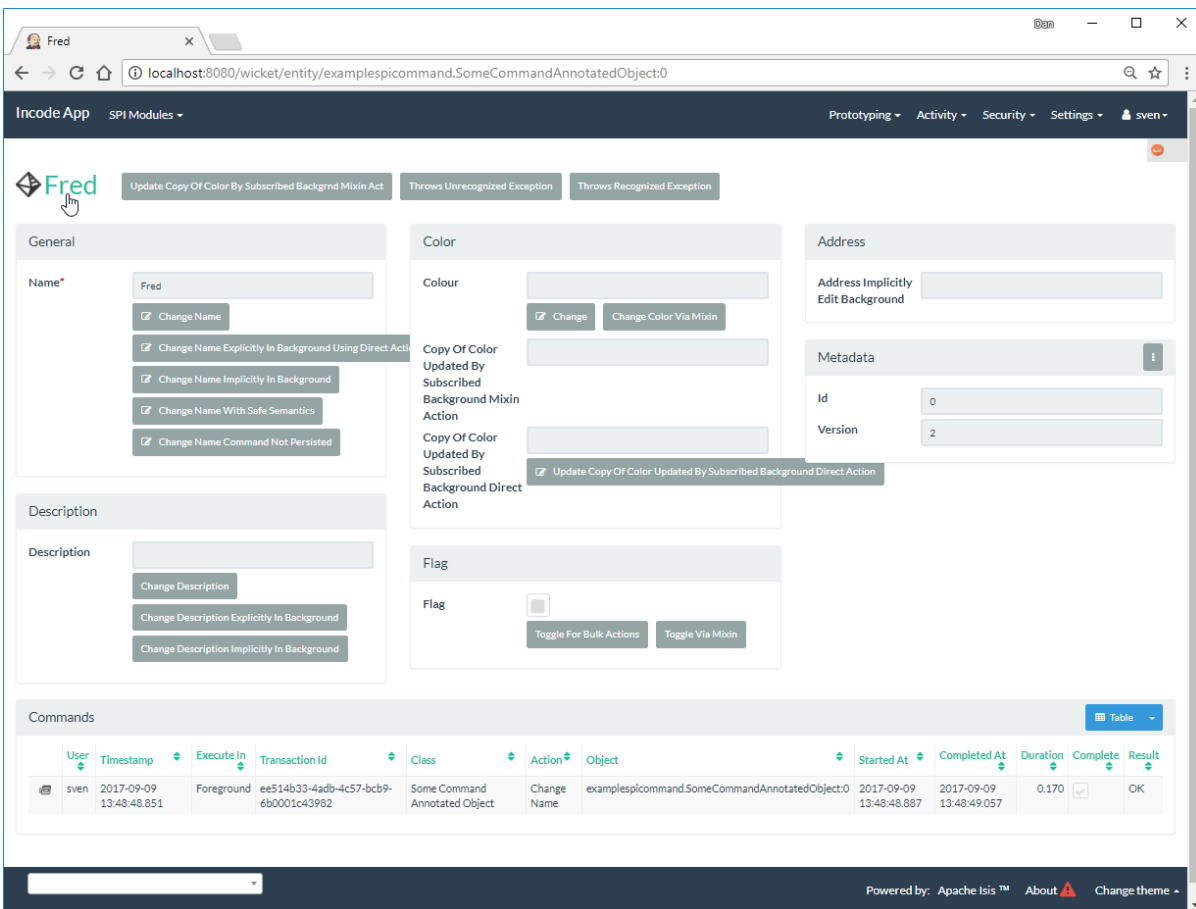 Dan
Fred
localhost:8080/wicket/entity/examplespicommand.SomeCommandAnnotatedObject:0
Incode App SPI Modules Prototyping Activity Security Settings sven
Fred Update Copy Of Color By Subscribed Backgrnd Mixin Act Throws Unrecognized Exception Throws Recognized Exception
General
Name*
Fred
Change Name
Change Name Explicitly In Background Using Direct Acti
Change Name Implicitly In Background
Change Name With Safe Semantics
Change Name Command Not Persisted
Description
Description
Change Description
Change Description Explicitly In Background
Change Description Implicitly In Background
Color
Colour
Change Change Color Via Mixin
Copy Of Color
Updated By
Subscribed
Background Mixin
Action
Copy Of Color
Updated By
Subscribed
Background Direct
Action
Update Copy Of Color Updated By Subscribed Background Direct Action
Flag
Flag
Toggle For Bulk Actions Toggle Via Mixin
Address
Address Implicitly
Edit Background
Metadata
Id 0
Version 2
Commands Table
User Timestamp Execute In Transaction Id Class Action Object Started At Completed At Duration Complete Result
sven 2017-09-09 Foreground ee514b33-4adb-4c57-bcb9- Some Command Change examplespicommand.SomeCommandAnnotatedObject:0 2017-09-09 2017-09-09 0.170 OK
13:48:48.851 6b0001c43982 Annotated Object Name 13:48:48.887 13:48:49.057
Powered by: Apache Isis ™ About Change theme